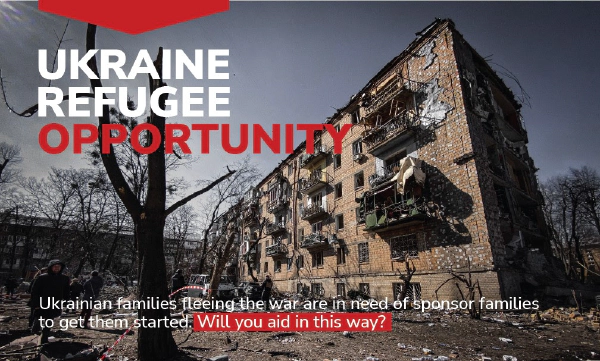 UKRAINE
REFUGEE
OPPORTUNITY
Ukrainian families fleeing the war are in need of sponsor families
to get them started. Will you aid in this way?